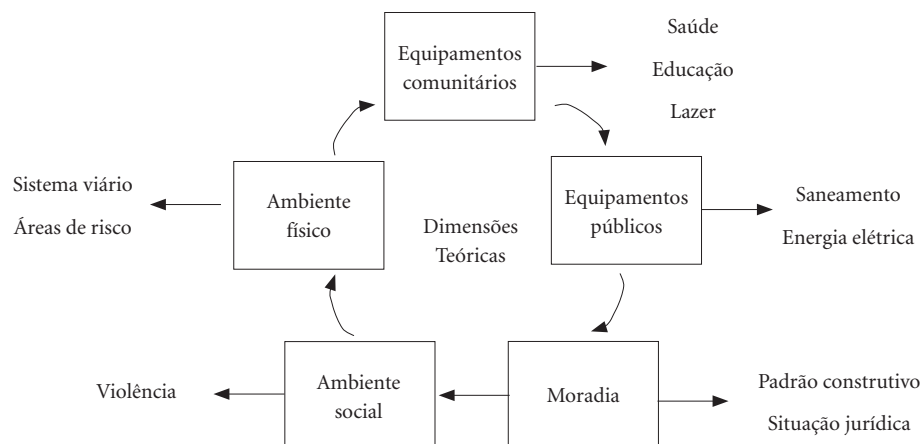 Equipamentos
comunitários
Saúde
Educação
Lazer
Sistema viário
Áreas de risco
Ambiente
físico
Dimensões
Teóricas
Equipamentos
públicos
Saneamento
Energia elétrica
Violência
Ambiente
social
Moradia
Padrão construtivo
Situação jurídica